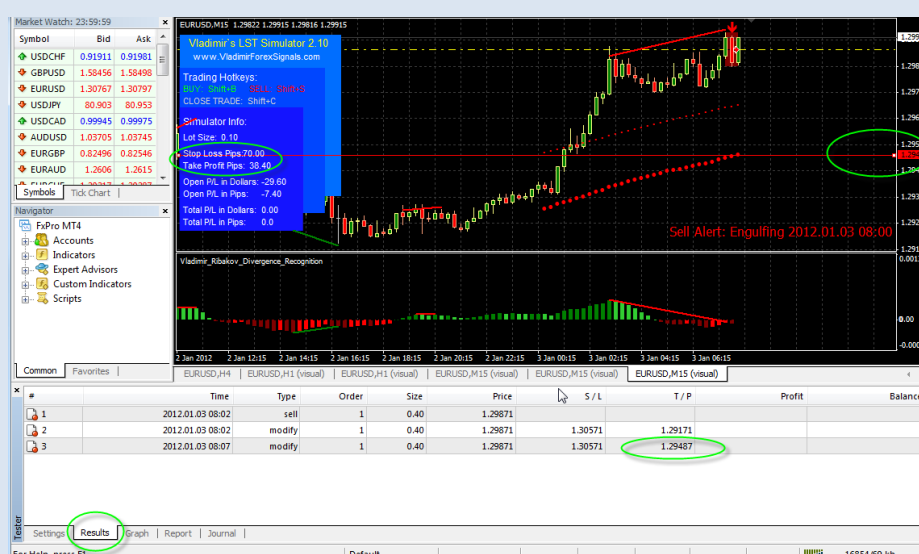 Market Watch: 23:59:59
Symbol Bid Ask
USDCHF 0.91911 0.91981
GBPUSD 1.58456 1.58498
EURUSD 1.30767 1.30797
USDJPY 80.903 80.953
USDCAD 0.99945 0.99975
AUDUSD 1.03705 1.03745
EURGBP 0.82496 0.82546
EURAUD 1.2606 1.2615
Symbols Tick Chart
Navigator
FxPro MT4
Accounts
Indicators
Expert Advisors
Custom Indicators
Scripts
Common Favorites
EURUSD,M15 1.29822 1.29915 1.29816 1.29915
Vladimir`s LST Simulator 2.10
www.VladimirForexSignals.com
Trading Hotkeys:
BUY: Shift+B SELL: Shift+S
CLOSE TRADE: Shift+C
Simulator Info:
Lot Size: 0.10
Stop Loss Pips:70.00
Take Profit Pips: 38.40
Open P/L in Dollars: -29.60
Open P/L in Pips: -7.40
Total P/L in Dollars: 0.00
Total P/L in Pips: 0.0
Sell Alert: Engulfing 2012.01.03 08:00
Vladimir_Ribakov_Divergence_Recognition
0.00
2 Jan 2012 2 Jan 12:15 2 Jan 14:15 2 Jan 16:15 2 Jan 18:15 2 Jan 20:15 2 Jan 22:15 3 Jan 00:15 3 Jan 02:15 3 Jan 04:15 3 Jan 06:15
EURUSD,H4 EURUSD,H1 (visual) EURUSD,H1 (visual) EURUSD,M15 (visual) EURUSD,M15 (visual) EURUSD,M15 (visual)
# Time Type Order Size Price S / L T / P Profit Balance
1 2012.01.03 08:02 sell 1 0.40 1.29871
2 2012.01.03 08:02 modify 1 0.40 1.29871 1.30571 1.29171
3 2012.01.03 08:07 modify 1 0.40 1.29871 1.30571 1.29487
Tester
Settings Results Graph Report Journal